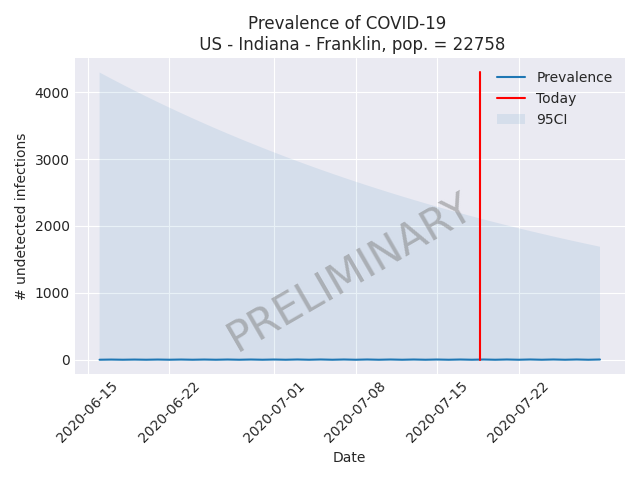 Prevalence of COVID-19
US - Indiana - Franklin, pop. = 22758
Prevalence
Today
95CI
# undetected infections
4000
3000
2000
1000
0
PRELIMINARY
2020-06-15
2020-06-22
2020-07-01
2020-07-08
2020-07-15
2020-07-22
Date